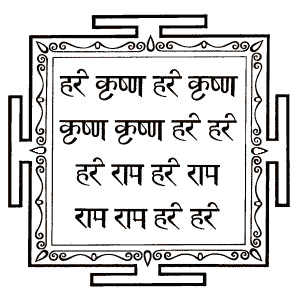 हरे कृष्ण हरे कृष्ण
कृष्ण कृष्ण हरे हरे
हरे राम हरे राम
राम राम हरे हरे